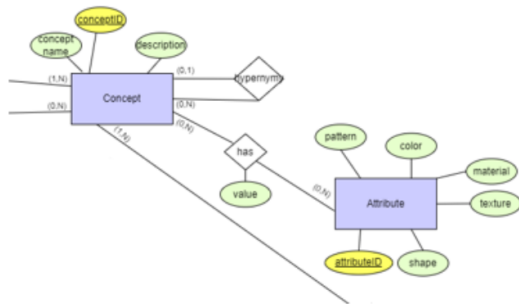 conceptID
concept
name
description
(0,1)
(1,N)
hypernymy
Concept
(0,N)
(0,N)
(0,N)
(1,N)
has
pattern
color
material
value
(0,N)
Attribute
texture
attributeID
shape